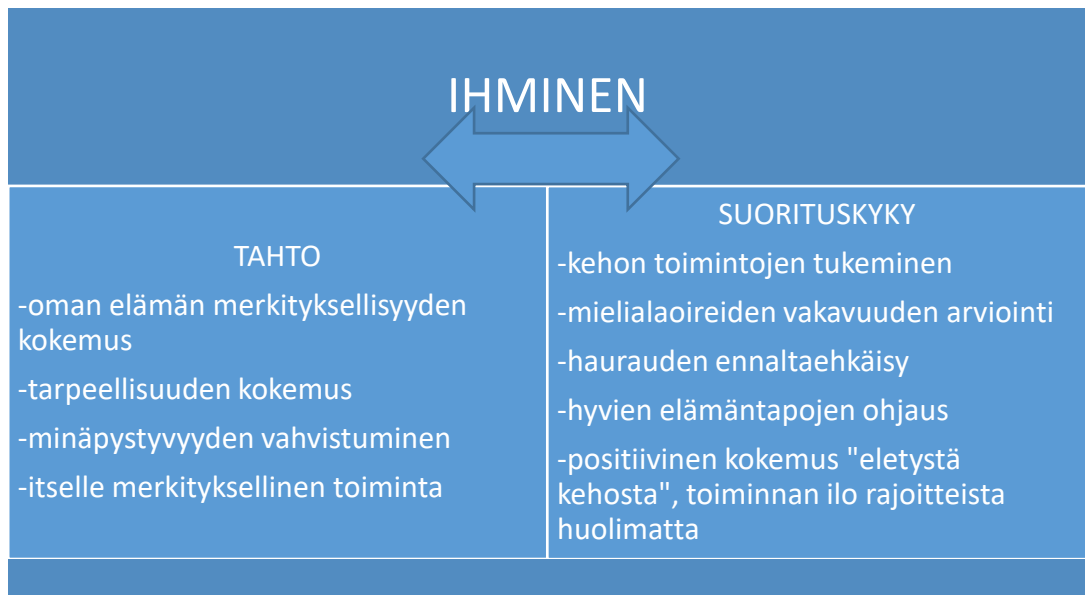 IHMINEN
TAHTO
-oman elämän merkityksellisyyden
kokemus
-tarpeellisuuden kokemus
-minäpystyvyyden vahvistuminen
-itselle merkityksellinen toiminta
SUORITUSKYKY
-kehon toimintojen tukeminen
-mielialaoireiden vakavuuden arviointi
-haurauden ennaltaehkäisy
-hyvien elämäntapojen ohjaus
-positiivinen kokemus "eletystä
kehosta", toiminnan ilo rajoitteista
huolimatta